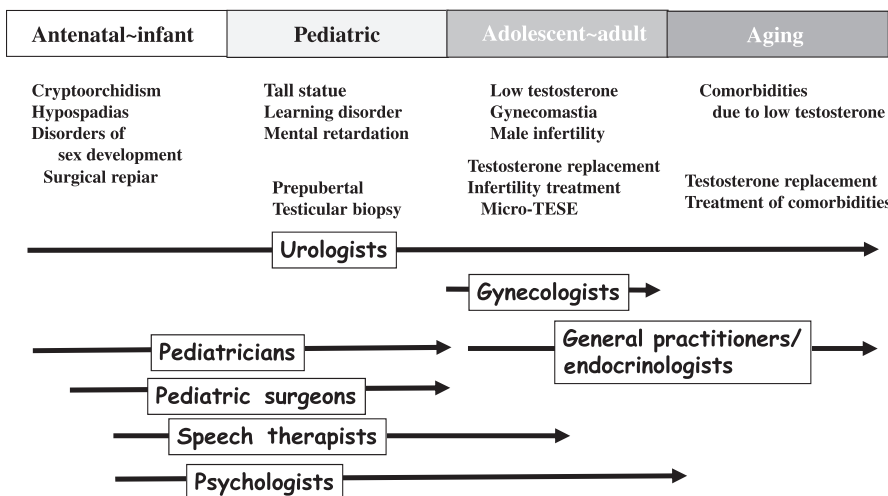 Antenatal~infant
Pediatric
Adolescent~adult
Aging
Cryptoorchidism
Hypospadias
Disorders of
sex development
Surgical repiar
Tall statue
Learning disorder
Mental retardation
Prepubertal
Testicular biopsy
Low testosterone
Gynecomastia
Male infertility
Testosterone replacement
Infertility treatment
Micro-TESE
Comorbidities
due to low testosterone
Testosterone replacement
Treatment of comorbidities
Urologists
Gynecologists
Pediatricians
General practitioners/
endocrinologists
Pediatric surgeons
Speech therapists
Psychologists